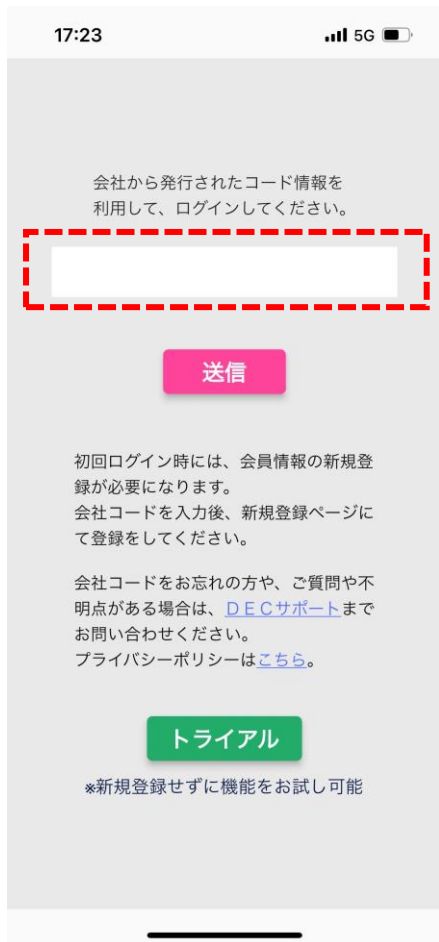 17:23 5G
会社から発行されたコード情報を
利用して、ログインしてください。
送信
初回ログイン時には、会員情報の新規登
録が必要になります。
会社コードを入力後、新規登録ページに
て登録をしてください。
会社コードをお忘れの方や、ご質問や不
明点がある場合は、ＤＥＣサポートまで
お問い合わせください。
プライバシーポリシーはこちら。
トライアル
※新規登録せずに機能をお試し可能